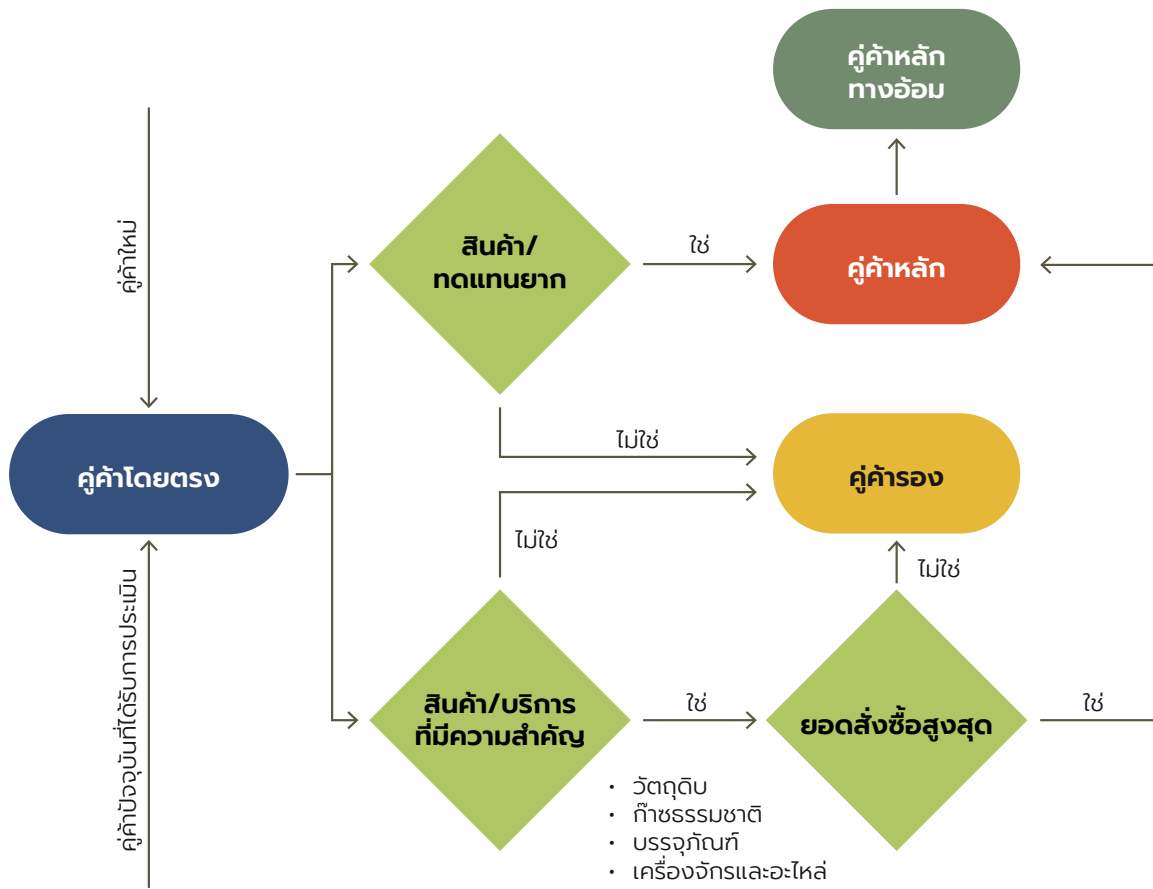 คู่ค้าหลัก
ทางอ้อม
คู่ค้าใหม่
สินค้า/
ทดแทนยาก
ใช่
คู่ค้าหลัก
คู่ค้าโดยตรง
ไม่ใช่
คู่ค้ารอง
ไม่ใช่
ไม่ใช่
คู่ค้าปัจจุบันที่ได้รับการประเมิน
สินค้า/บริการ
ที่มีความสำคัญ
ใช่
ยอดสั่งซื้อสูงสุด
ใช่
• วัตถุดิบ
• ก๊าซธรรมชาติ
• บรรจุภัณฑ์
• เครื่องจักรและอะไหล่